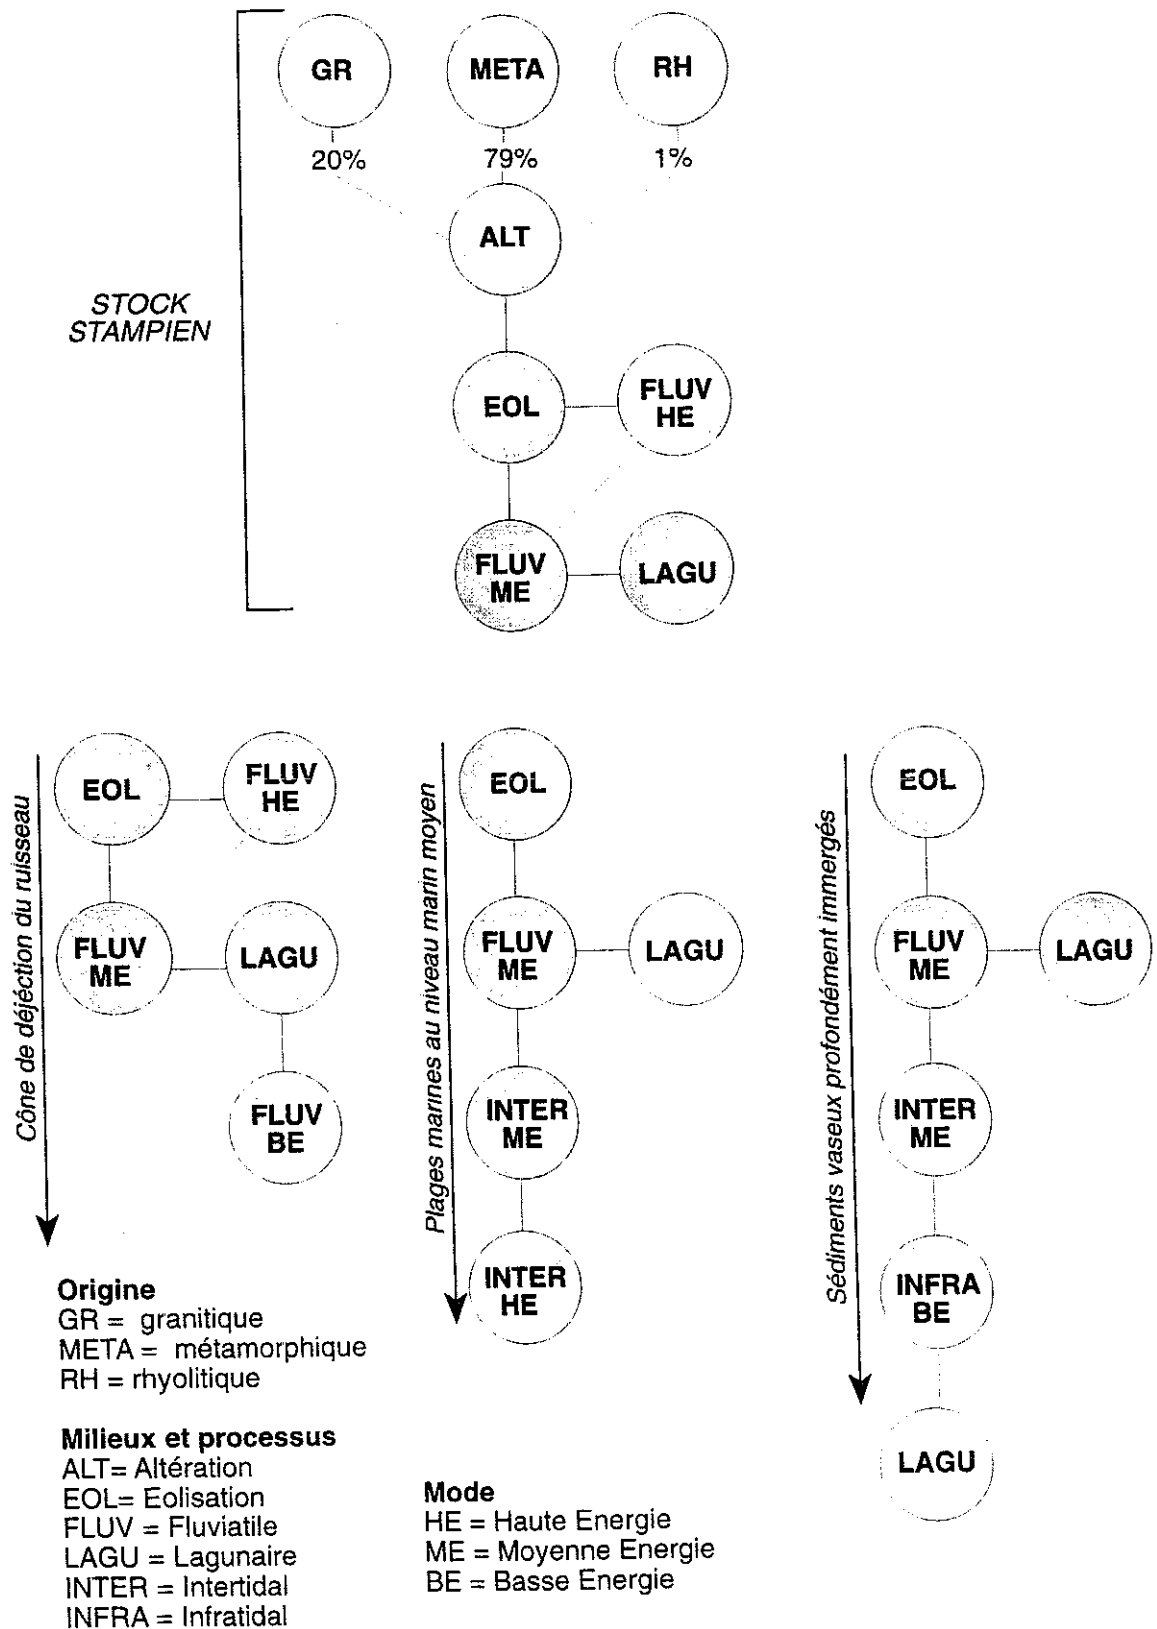 GR
META
RH
20%
79%
1%
ALT
STOCK
STAMPIEN
EOL
FLUV
HE
FLUV
ME
LAGU
Cône de déjéction du ruisseau
EOL
FLUV
HE
FLUV
ME
LAGU
FLUV
BE
Plages marines au niveau marin moyen
EOL
FLUV
ME
LAGU
INTER
ME
INTER
HE
Sédiments vaseux profondément immergés
EOL
FLUV
ME
LAGU
INTER
ME
INFRA
BE
LAGU
Origine
GR = granitique
META = métamorphique
RH = rhyolitique
Milieux et processus
ALT= Altération
EOL= Eolisation
FLUV = Fluviatile
LAGU = Lagunaire
INTER = Intertidal
INFRA = Infratidal
Mode
HE = Haute Energie
ME = Moyenne Energie
BE = Basse Energie